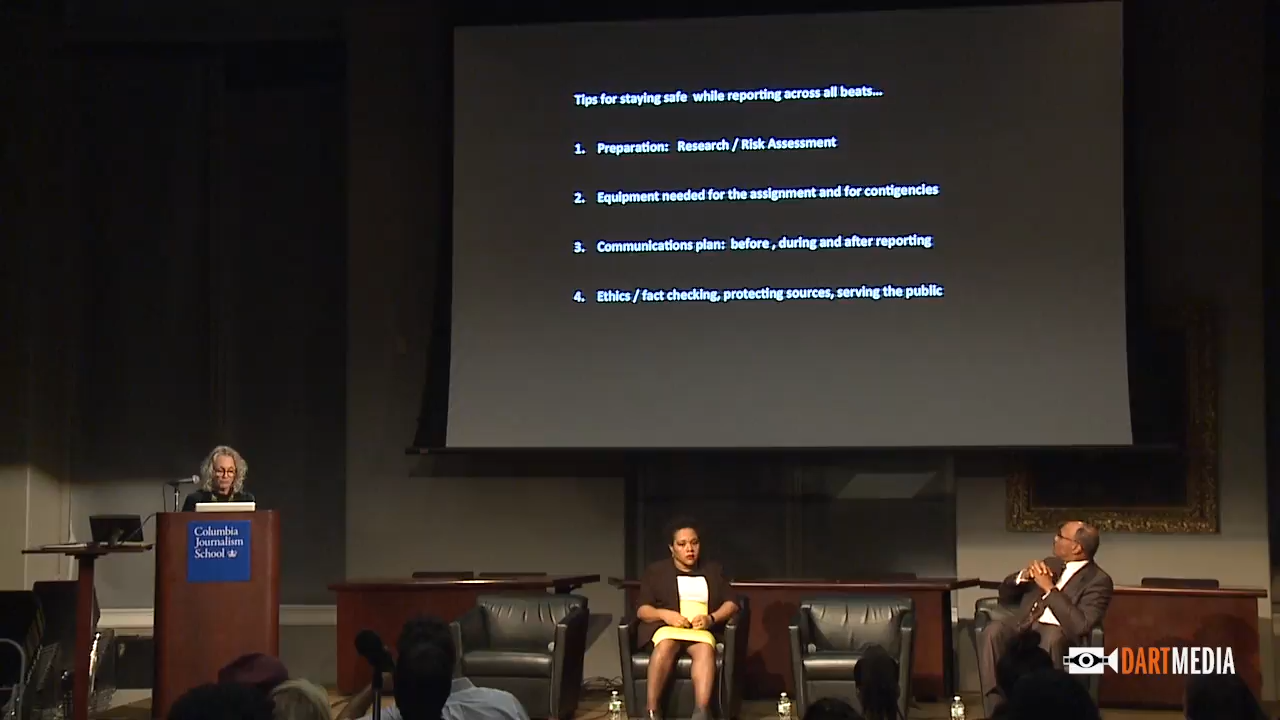 Tips for staying safe while reporting across all beats...
1. Preparation: Research / Risk Assessment
2. Equipment needed for the assignment and for contigencies
3. Communications plan: before , during and after reporting
4. Ethics / fact checking, protecting sources, serving the public
Columbia
Journalism
School
DARTMEDIA